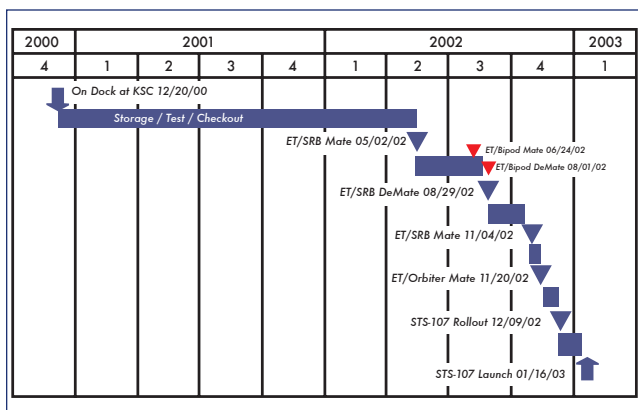 2000 2001 2002 2003
4 1 2 3 4 1 2 3 4 1
On Dock at KSC 12/20/00
Storage / Test / Checkout
ET/SRB Mate 05/02/02
ET/Bipod Mate 06/24/02
ET/Bipod DeMate 08/01/02
ET/SRB DeMate 08/29/02
ET/SRB Mate 11/04/02
ET/Orbiter Mate 11/20/02
STS-107 Rollout 12/09/02
STS-107 Launch 01/16/03